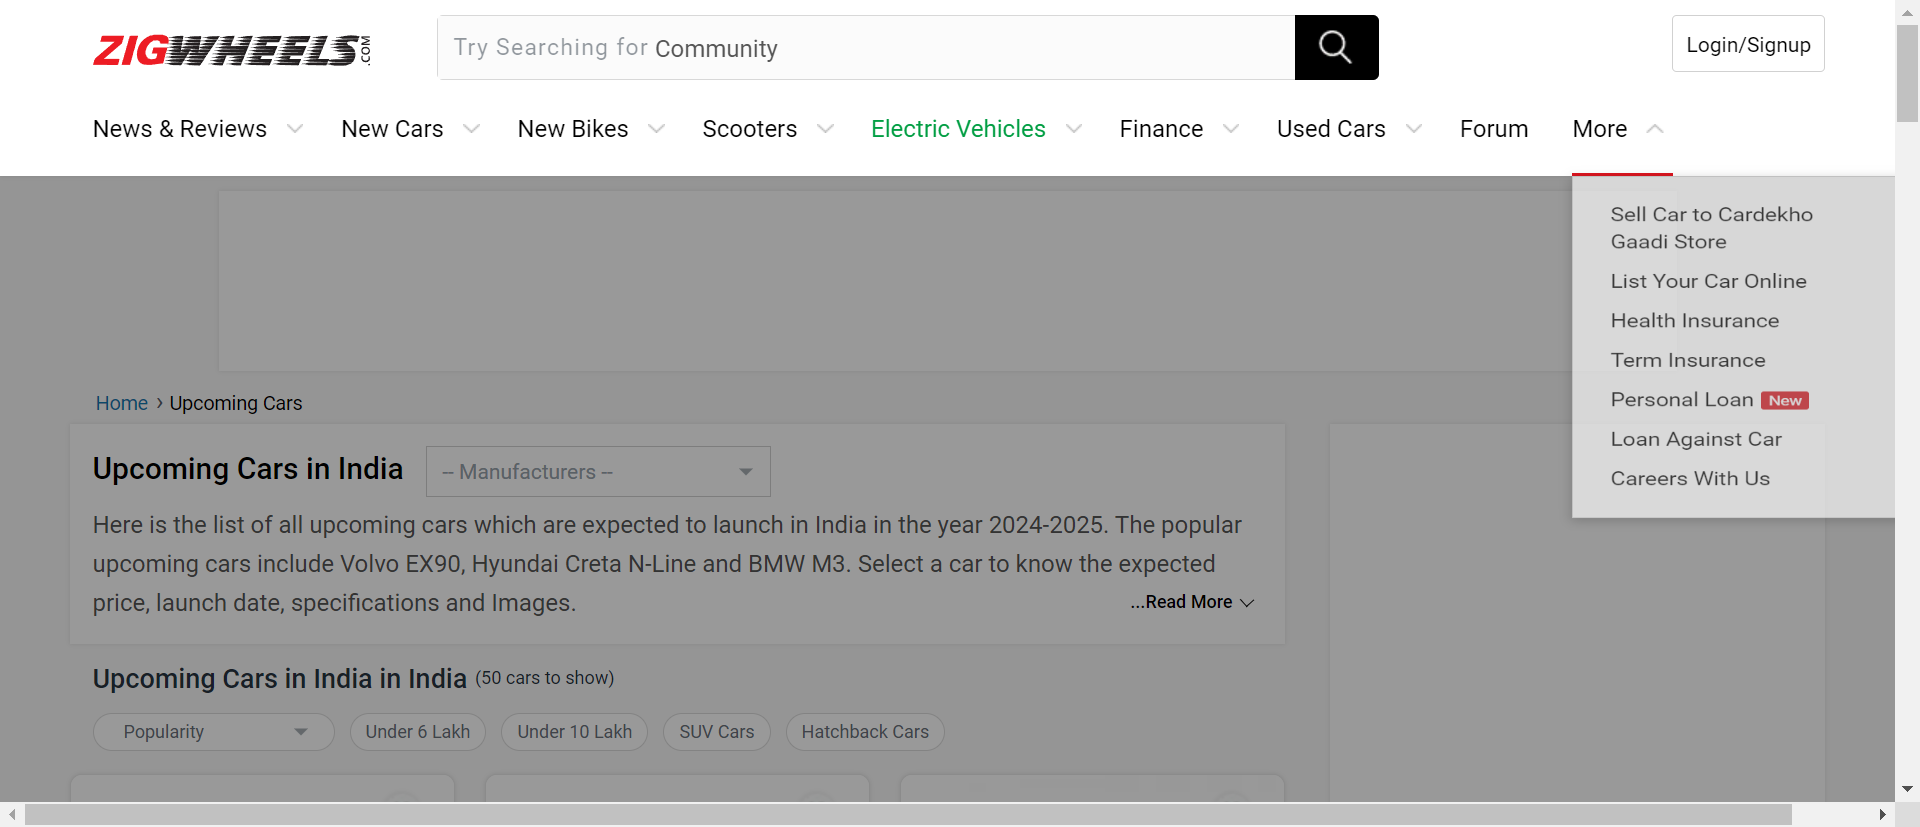 ZIGWHEELS.COM
Try Searching for Community
Login/Signup
News & Reviews
New Cars
New Bikes
Scooters
Electric Vehicles
Finance
Used Cars
Forum
More
Sell Car to Cardekho
Gaadi Store
List Your Car Online
Health Insurance
Term Insurance
Personal Loan New
Loan Against Car
Careers With Us
Home › Upcoming Cars
Upcoming Cars in India
-- Manufacturers --
Here is the list of all upcoming cars which are expected to launch in India in the year 2024-2025. The popular
upcoming cars include Volvo EX90, Hyundai Creta N-Line and BMW M3. Select a car to know the expected
price, launch date, specifications and Images.
...Read More
Upcoming Cars in India in India (50 cars to show)
Popularity
Under 6 Lakh
Under 10 Lakh
SUV Cars
Hatchback Cars